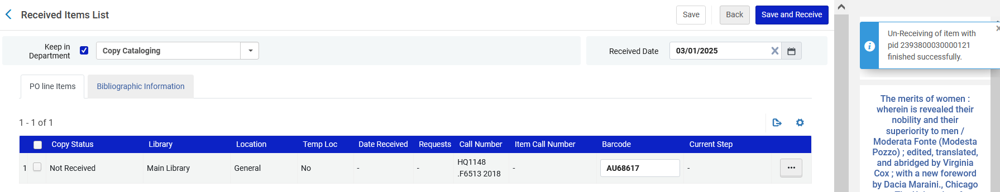 Received Items List
Save
Back
Save and Receive
Keep in
Department
Copy Cataloging
Received Date
03/01/2025
Un-Receiving of item with
pid 2393800030000121
finished successfully.
PO line Items
Bibliographic Information
1 - 1 of 1
Copy Status Library Location Temp Loc Date Received Requests Call Number Item Call Number Barcode Current Step
1 Not Received Main Library General No - - HQ1148 - AU68617 -
.F6513 2018
The merits of women :
wherein is revealed their
nobility and their
superiority to men /
Moderata Fonte (Modesta
Pozzo) ; edited, translated,
and abridged by Virginia
Cox ; with a new foreword
by Dacia Maraini., Chicago